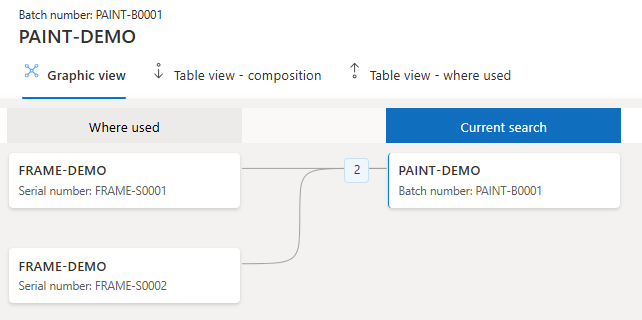 Batch number: PAINT-B0001
PAINT-DEMO
Graphic view
Table view - composition
Table view - where used
Where used
Current search
FRAME-DEMO
Serial number: FRAME-S0001
2
PAINT-DEMO
Batch number: PAINT-B0001
FRAME-DEMO
Serial number: FRAME-S0002